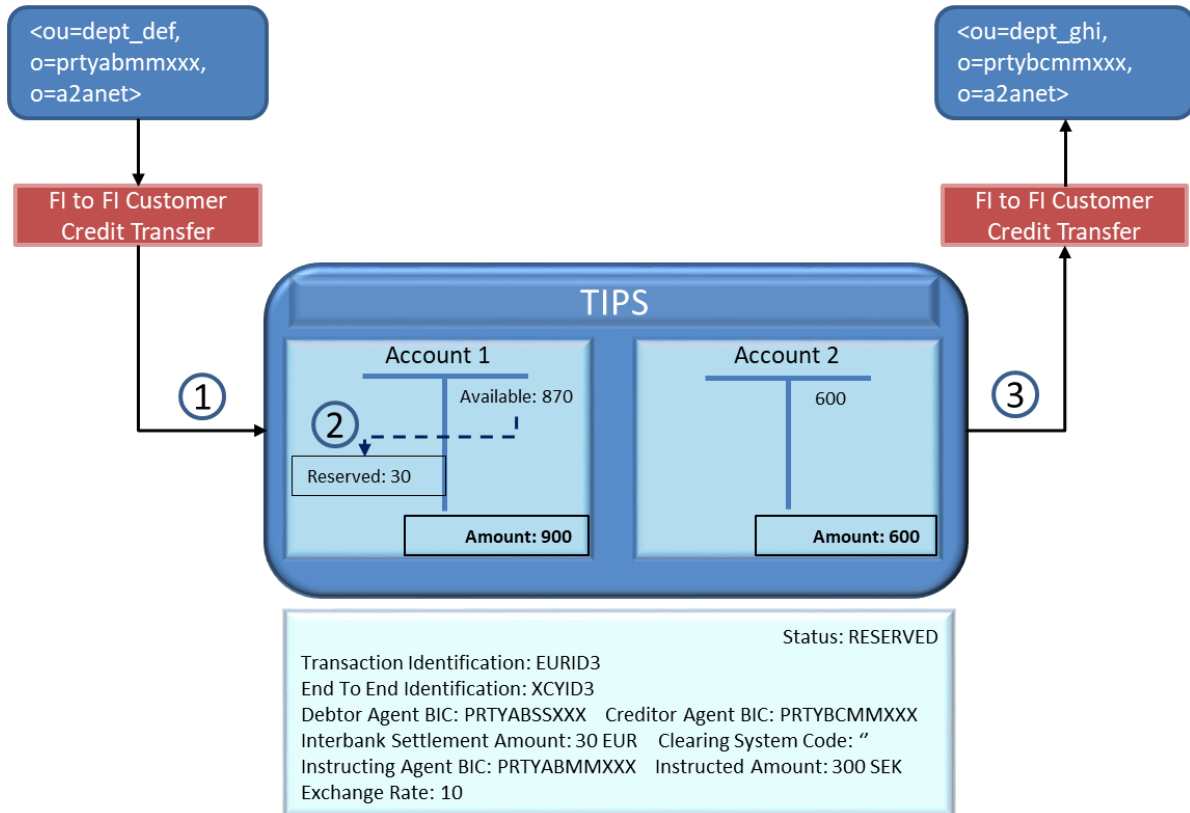 <ou=dept_def,
o=prtyabmmxxx,
o=a2anet>
<ou=dept_ghi,
o=prtybcmmxxx,
o=a2anet>
FI to FI Customer
Credit Transfer
FI to FI Customer
Credit Transfer
TIPS
Account 1
Account 2
1
Available: 870
600
3
2
Reserved: 30
Amount: 900
Amount: 600
Status: RESERVED
Transaction Identification: EURID3
End To End Identification: XCYID3
Debtor Agent BIC: PRTYABSSXXX Creditor Agent BIC: PRTYBCMMXXX
Interbank Settlement Amount: 30 EUR Clearing System Code: ‘’
Instructing Agent BIC: PRTYABMMXXX Instructed Amount: 300 SEK
Exchange Rate: 10